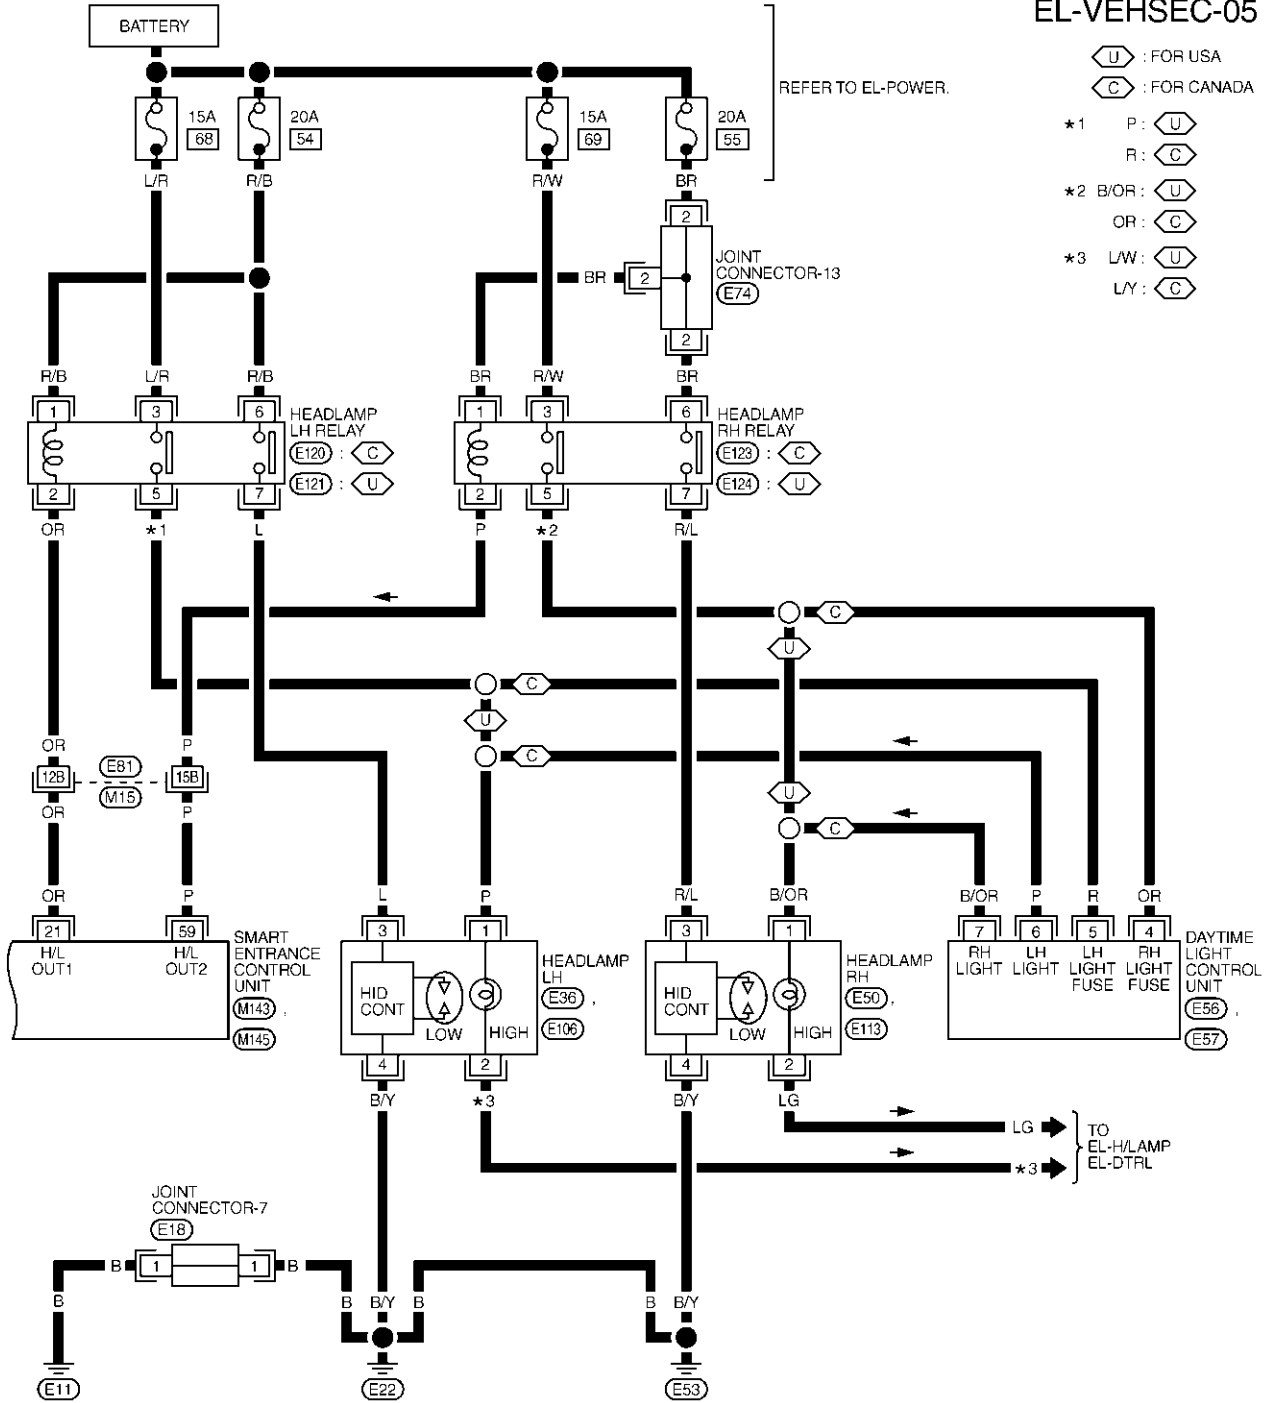 EL-VEHSEC-05
BATTERY
U : FOR USA
C : FOR CANADA
REFER TO EL-POWER.
15A
68
20A
54
15A
69
20A
55
*1 P : U
R : C
*2 B/OR : U
OR : C
*3 L/W : U
L/Y : C
L/R
R/B
R/W
BR
2
BR
2
JOINT
CONNECTOR-13
E74
2
R/B
L/R
R/B
BR
R/W
BR
1
3
6
HEADLAMP
LH RELAY
E120 : C
E121 : U
1
3
6
HEADLAMP
RH RELAY
E123 : C
E124 : U
2
5
7
2
5
7
OR
*1
L
P
*2
R/L
C
U
C
U
C
U
C
OR
P
12B
E81
M15
15B
OR
P
OR
P
L
P
R/L
B/OR
B/OR
P
R
OR
21
H/L
OUT1
59
H/L
OUT2
SMART
ENTRANCE
CONTROL
UNIT
M143 ,
M145
3
1
HID
CONT
LOW
HIGH
HEADLAMP
LH
E36 ,
E106
4
2
3
1
HID
CONT
LOW
HIGH
HEADLAMP
RH
E50 ,
E113
4
2
7
RH
LIGHT
6
LH
LIGHT
5
LH
LIGHT
FUSE
4
RH
LIGHT
FUSE
DAYTIME
LIGHT
CONTROL
UNIT
E56 ,
E57
B/Y
*3
B/Y
LG
LG
*3
TO
EL-H/LAMP
EL-DTRL
JOINT
CONNECTOR-7
E18
B
1
1
B
B
B
B/Y
B
B
B/Y
E11
E22
E53